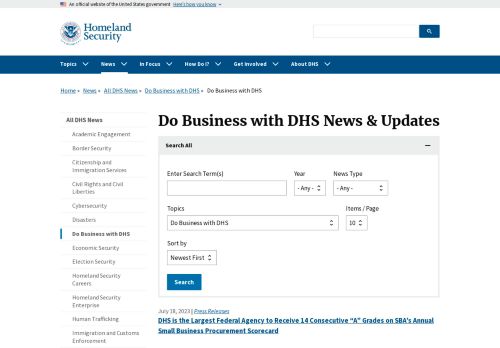 An official website of the United States government Here's how you know
Homeland
Security
Topics News In Focus How Do I? Get Involved About DHS
Home » News » All DHS News » Do Business with DHS » Do Business with DHS
All DHS News
Academic Engagement
Border Security
Citizenship and
Immigration Services
Civil Rights and Civil
Liberties
Cybersecurity
Disasters
Do Business with DHS
Economic Security
Election Security
Homeland Security
Careers
Homeland Security
Enterprise
Human Trafficking
Immigration and Customs
Enforcement
Do Business with DHS News & Updates
Search All
Enter Search Term(s) Year News Type
- Any - - Any -
Topics Items / Page
Do Business with DHS 10
Sort by
Newest First
Search
July 18, 2023 | Press Releases
DHS is the Largest Federal Agency to Receive 14 Consecutive “A” Grades on SBA’s Annual
Small Business Procurement Scorecard